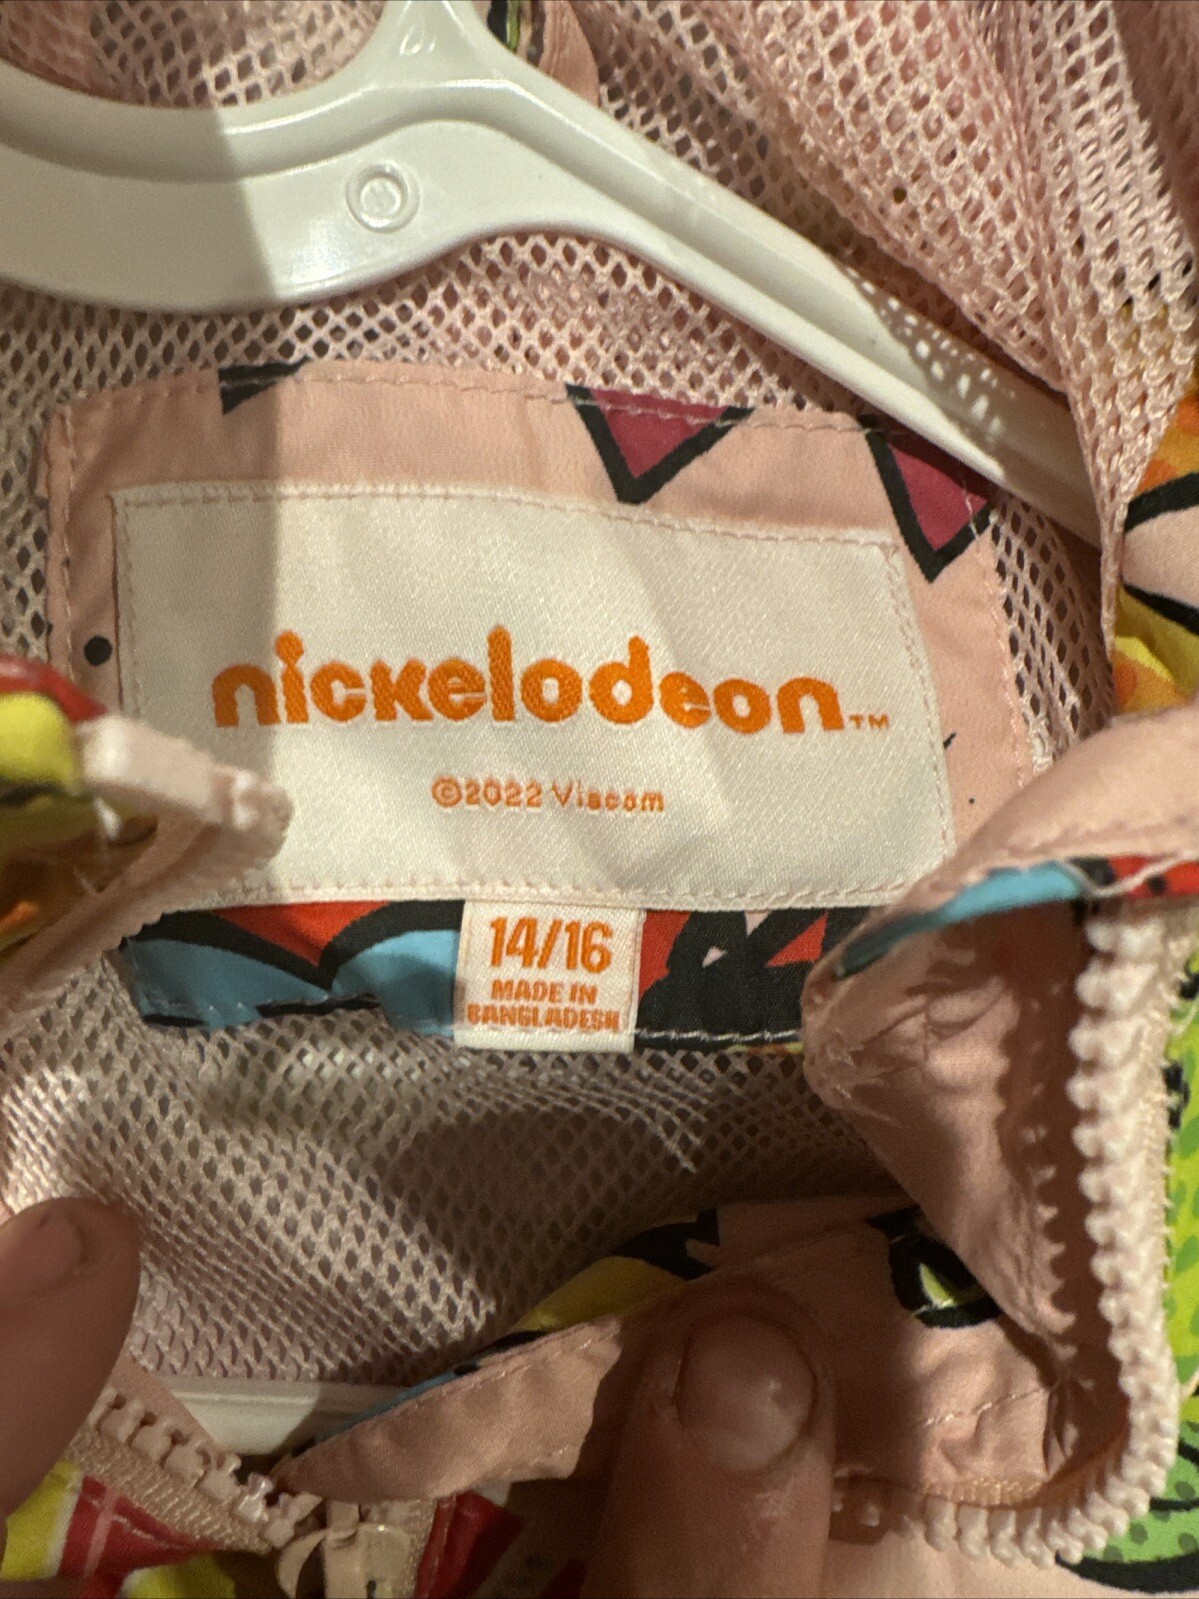 nickelodeon™
©2022 Viacom
14/16
MADE IN
BANGLADESH